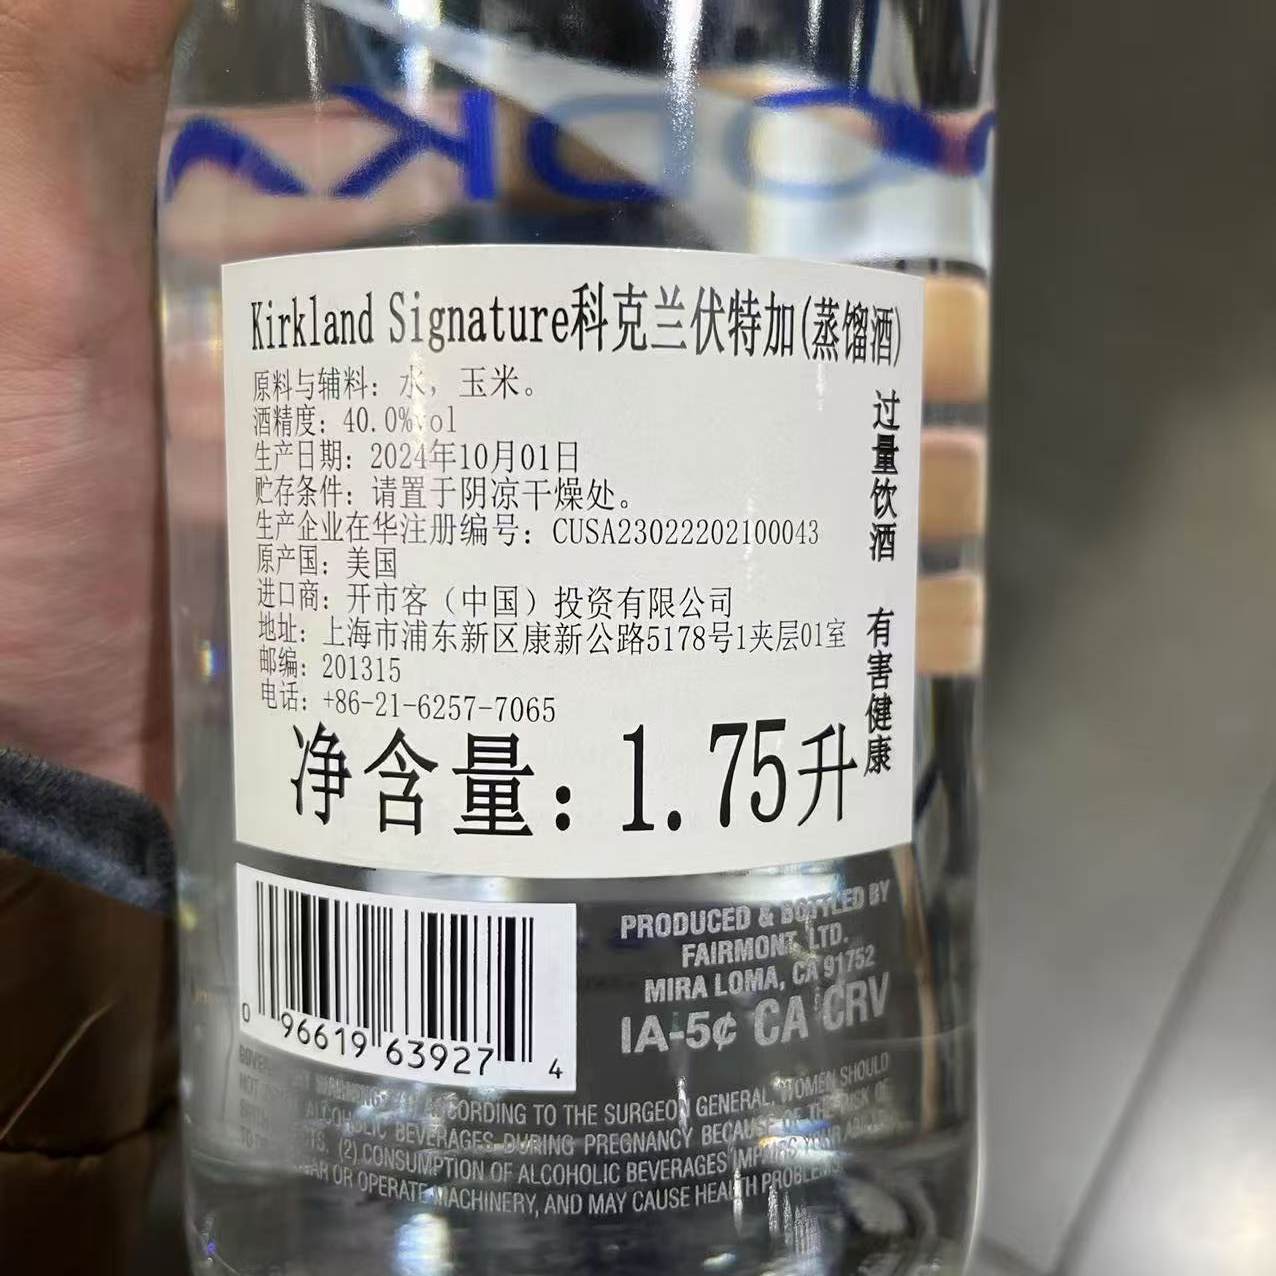 VODKA
Kirkland Signature科克兰伏特加(蒸馏酒)
原料与辅料：水，玉米。
酒精度：40.0%vol
生产日期：2024年10月01日
贮存条件：请置于阴凉干燥处。
生产企业在华注册编号：CUSA23022202100043
原产国：美国
进口商：开市客（中国）投资有限公司
地址：上海市浦东新区康新公路5178号1夹层01室
邮编：201315
电话：+86-21-6257-7065
净含量：1.75升
过量饮酒 有害健康
0 96619 63927 4
PRODUCED & BOTTLED BY
FAIRMONT, LTD.
MIRA LOMA, CA 91752
IA-5¢ CA CRV
ACCORDING TO THE SURGEON GENERAL, WOMEN SHOULD
NOT ALCOHOLIC BEVERAGES DURING PREGNANCY BECAUSE OF THE RISK OF
(2) CONSUMPTION OF ALCOHOLIC BEVERAGES IMPAIRS YOUR ABILITY
OR OPERATE MACHINERY, AND MAY CAUSE HEALTH PROBLEMS